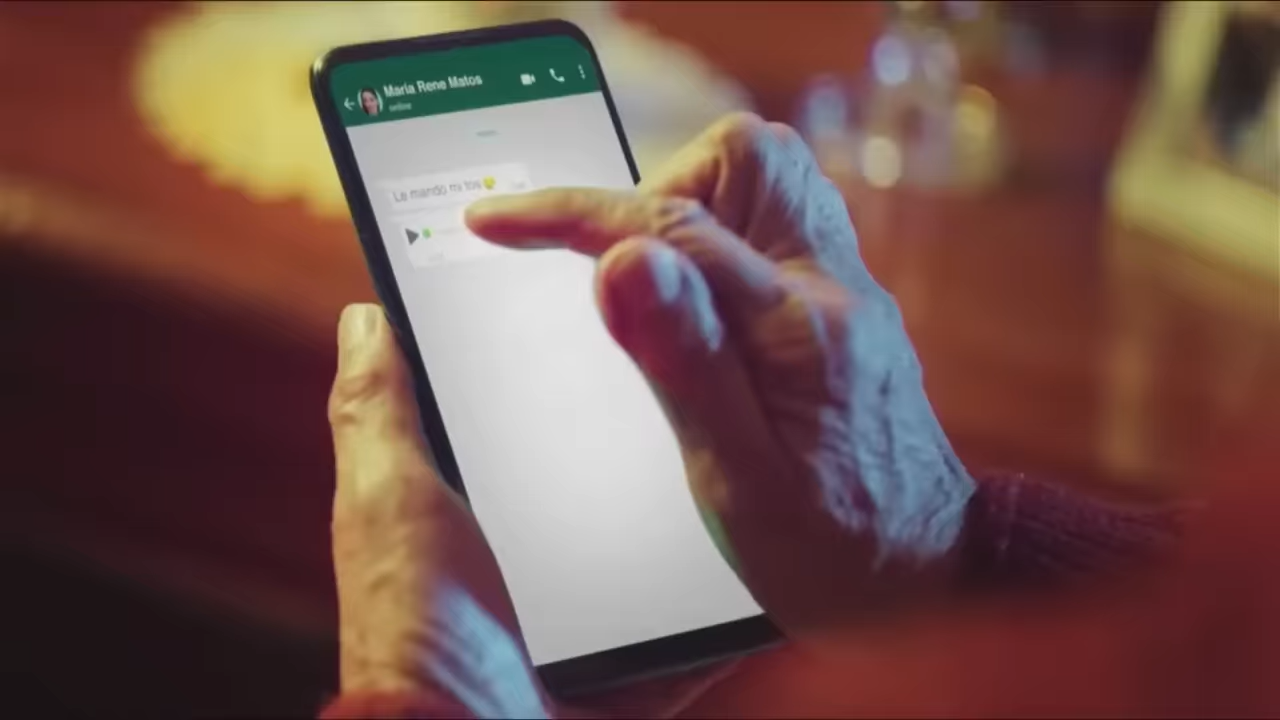 Maria Rene Matos
online
Le mando mi tos 😪